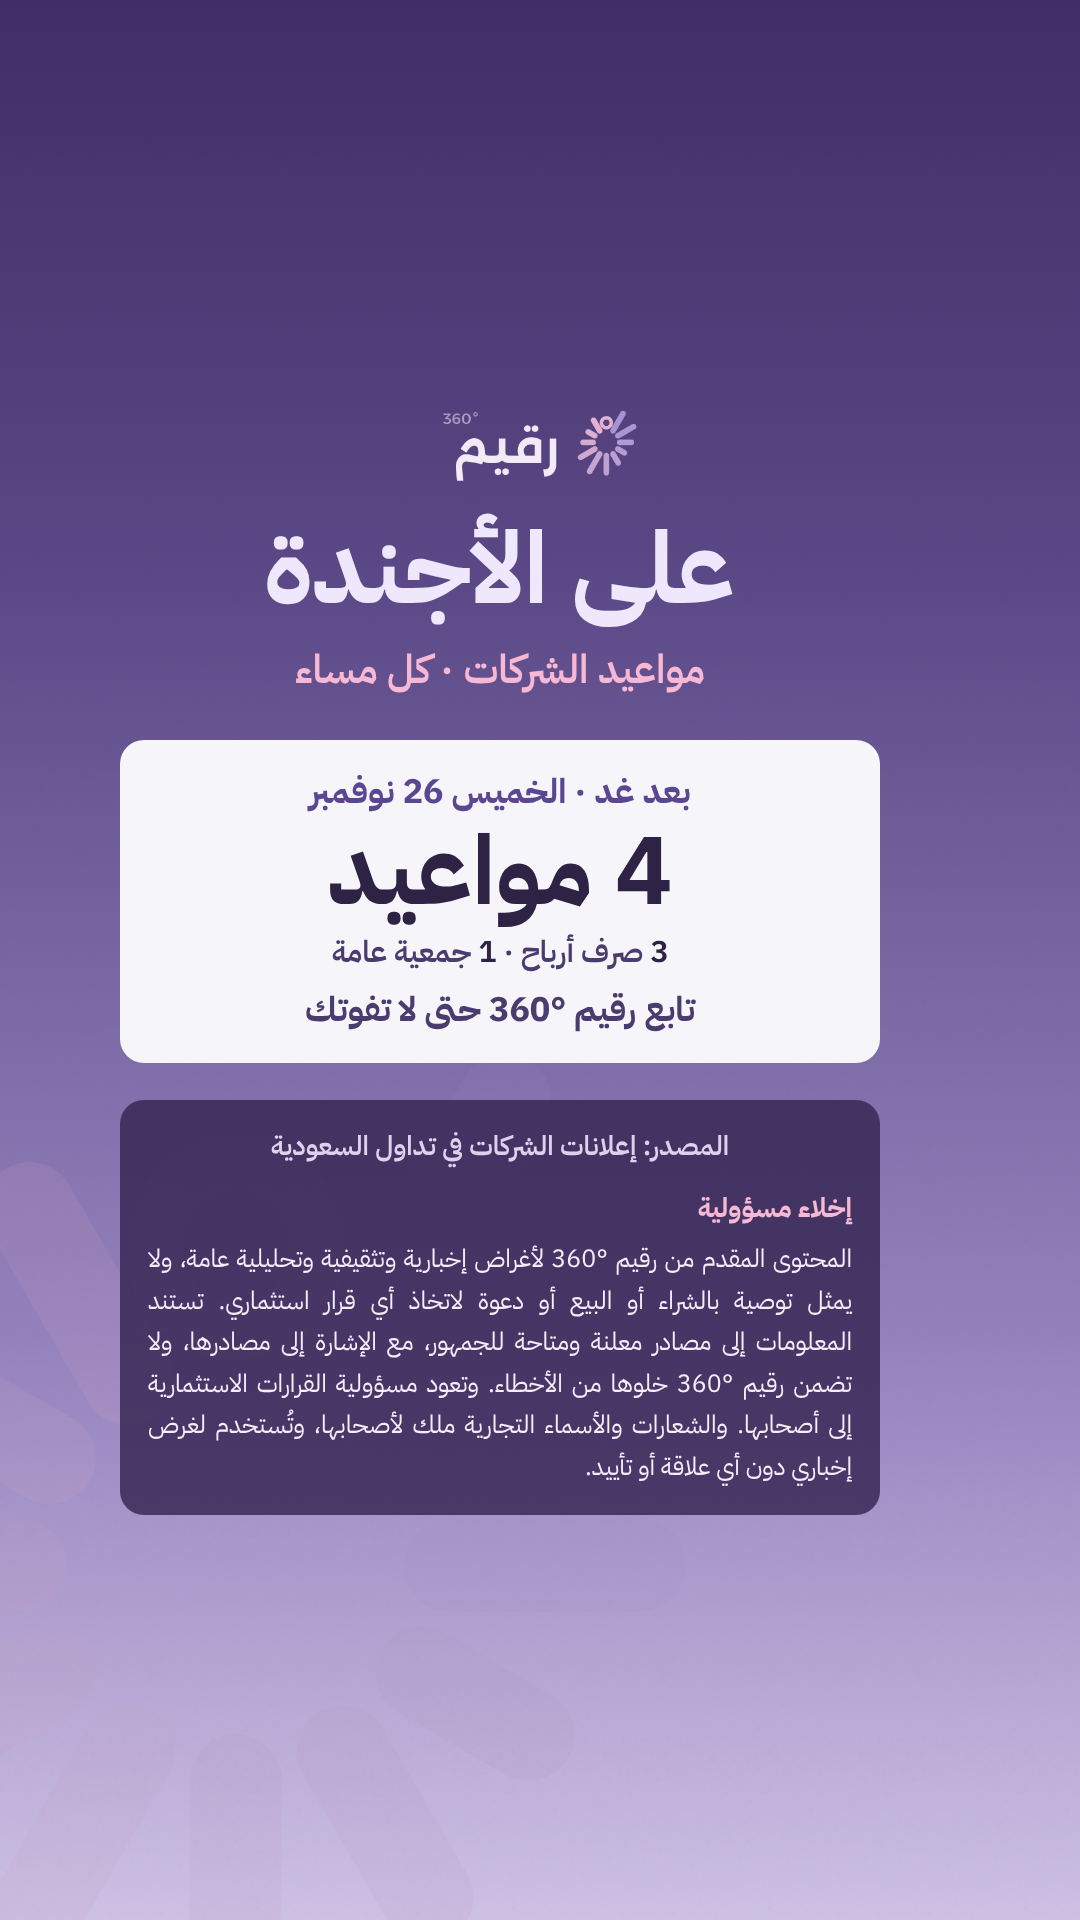 رقيم 360°
على الأجندة
مواعيد الشركات · كل مساء
بعد غد · الخميس 26 نوفمبر
4 مواعيد
3 صرف أرباح · 1 جمعية عامة
تابع رقيم 360° حتى لا تفوتك
المصدر: إعلانات الشركات في تداول السعودية
إخلاء مسؤولية
المحتوى المقدم من رقيم 360° لأغراض إخبارية وتثقيفية وتحليلية عامة، ولا
يمثل توصية بالشراء أو البيع أو دعوة لاتخاذ أي قرار استثماري. تستند
المعلومات إلى مصادر معلنة ومتاحة للجمهور، مع الإشارة إلى مصادرها، ولا
تضمن رقيم 360° خلوها من الأخطاء. وتعود مسؤولية القرارات الاستثمارية
إلى أصحابها. والشعارات والأسماء التجارية ملك لأصحابها، وتُستخدم لغرض
إخباري دون أي علاقة أو تأييد.